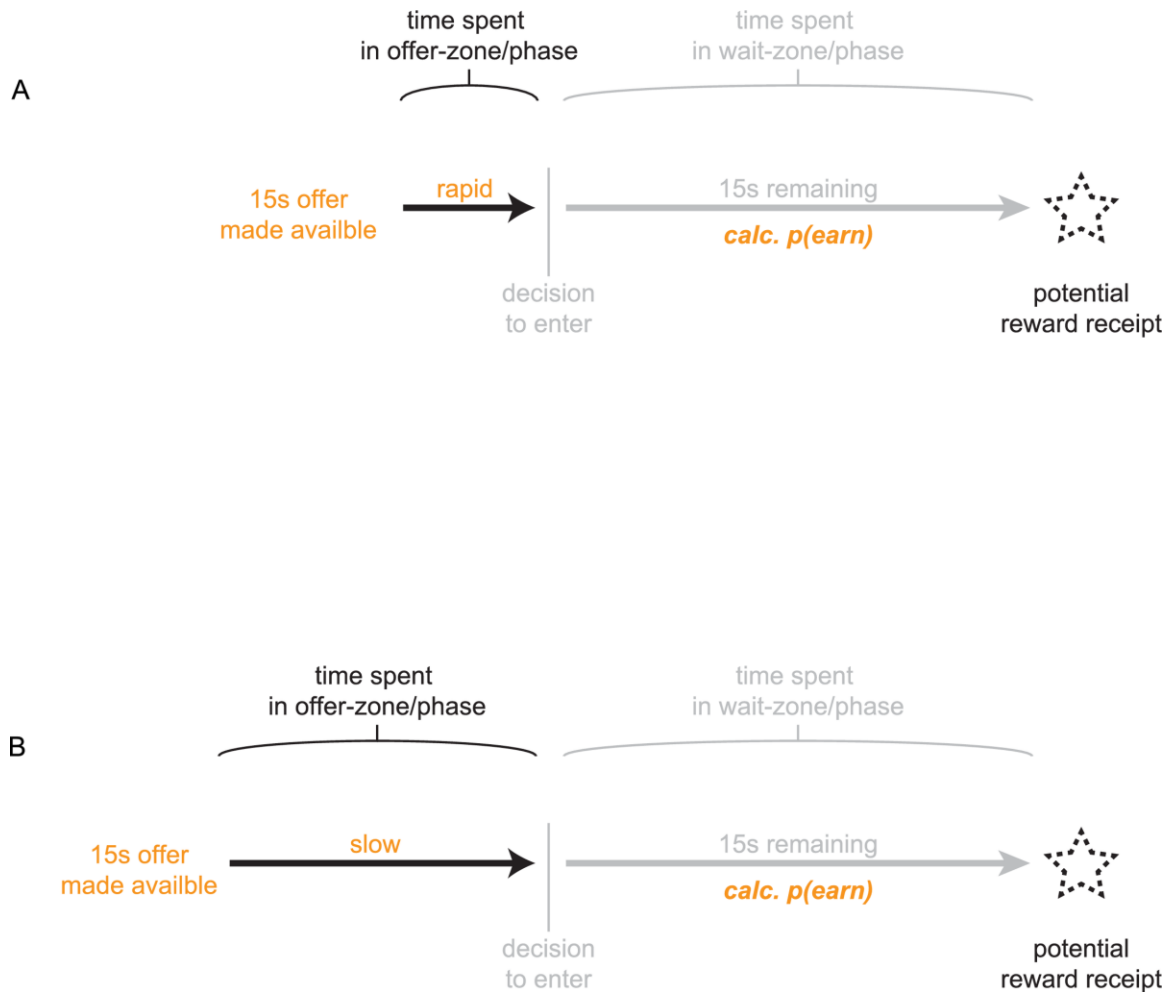 A
time spent
in offer-zone/phase
time spent
in wait-zone/phase
15s offer
made availble
rapid
15s remaining
calc. p(earn)
decision
to enter
potential
reward receipt
B
time spent
in offer-zone/phase
time spent
in wait-zone/phase
15s offer
made availble
slow
15s remaining
calc. p(earn)
decision
to enter
potential
reward receipt